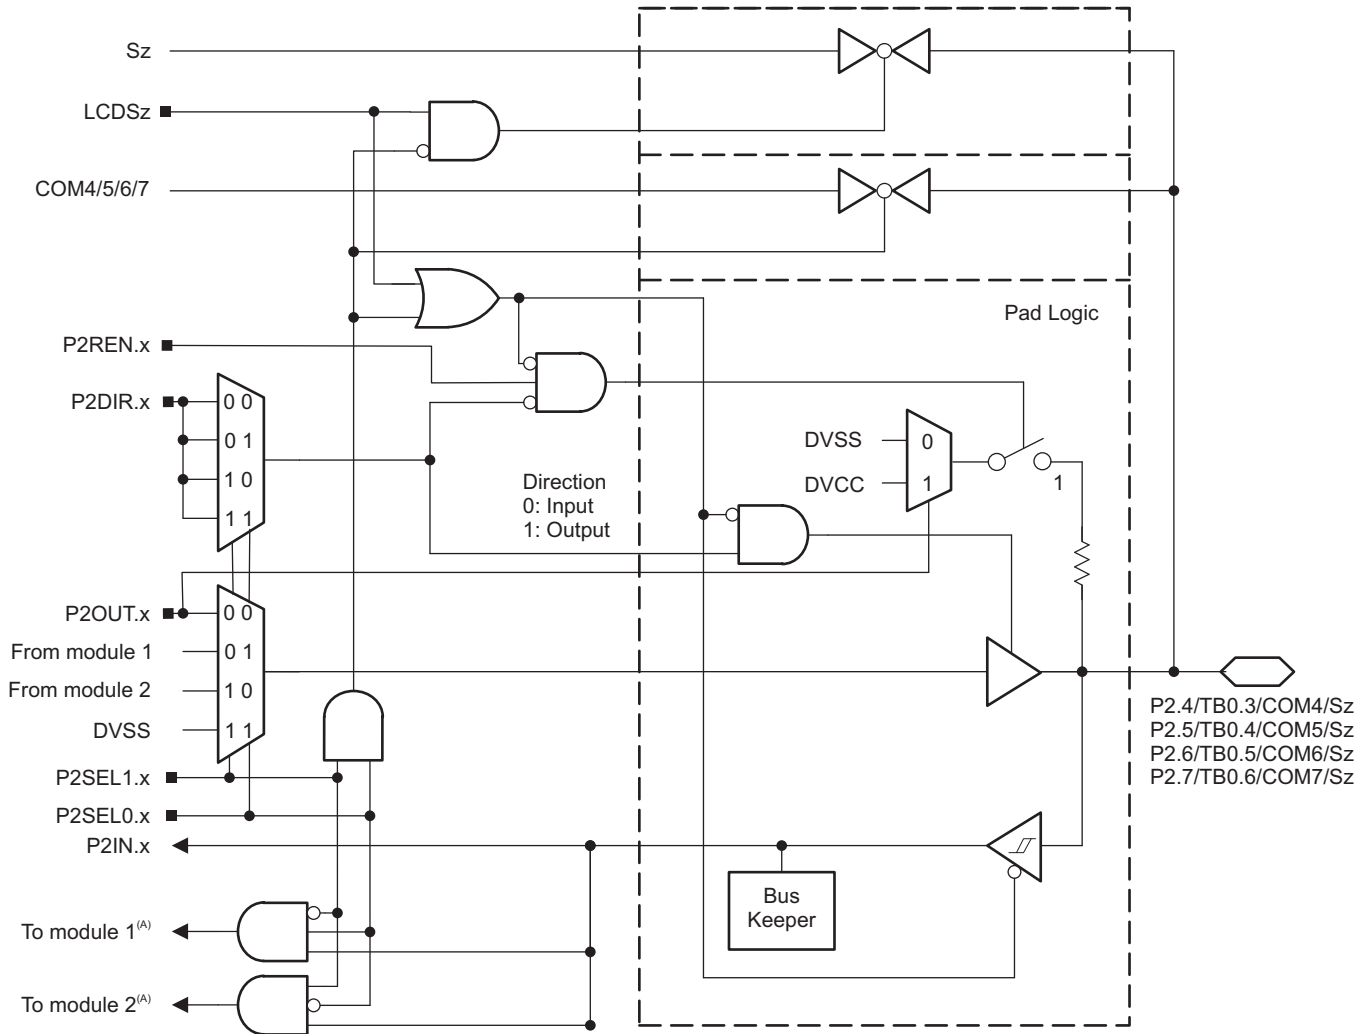 Sz
LCDSz
COM4/5/6/7
Pad Logic
P2REN.x
P2DIR.x
0 0
0 1
1 0
1 1
Direction
0: Input
1: Output
DVSS
DVCC
0
1
1
P2OUT.x
From module 1
From module 2
DVSS
0 0
0 1
1 0
1 1
P2SEL1.x
P2SEL0.x
P2IN.x
P2.4/TB0.3/COM4/Sz
P2.5/TB0.4/COM5/Sz
P2.6/TB0.5/COM6/Sz
P2.7/TB0.6/COM7/Sz
Bus
Keeper
To module 1(A)
To module 2(A)